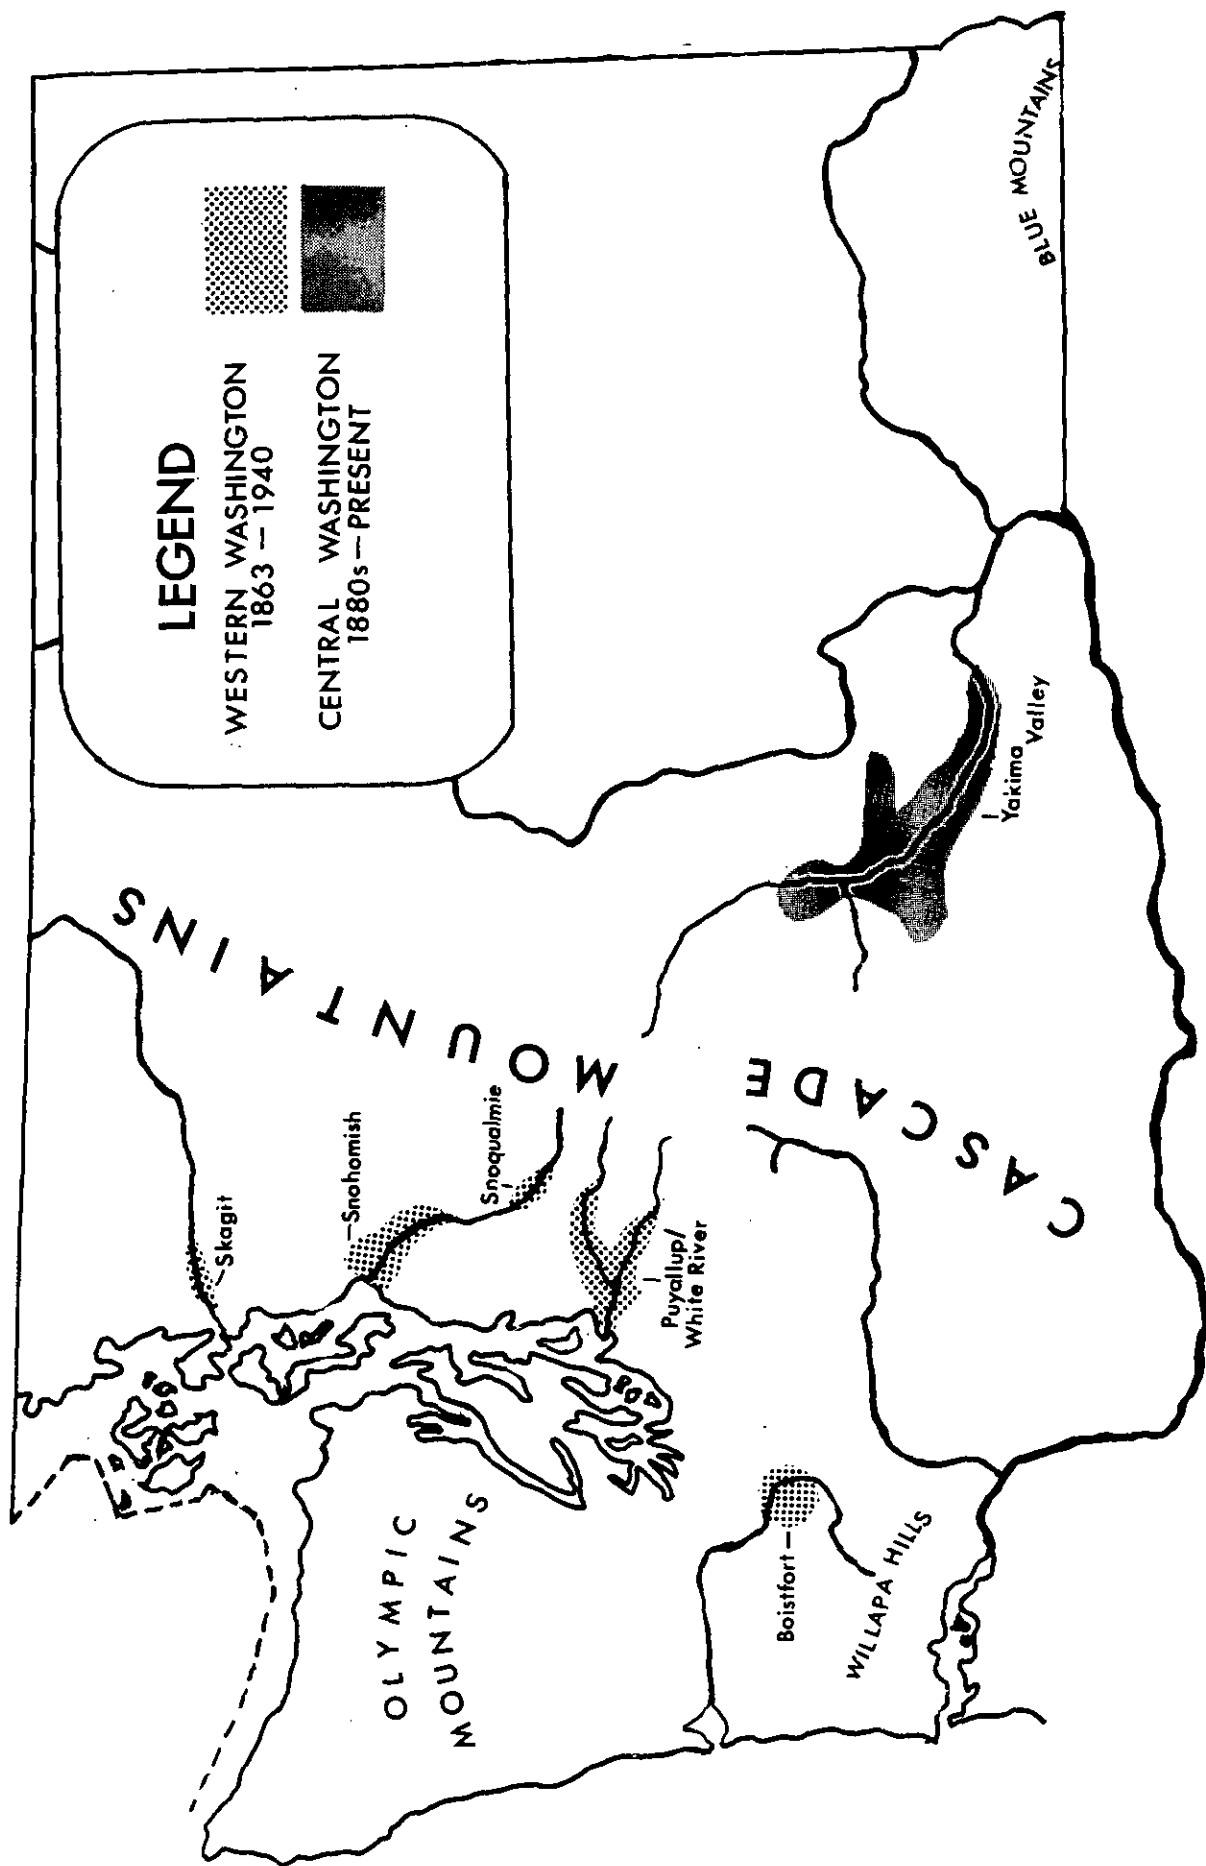 LEGEND
WESTERN WASHINGTON
1863 — 1940
CENTRAL WASHINGTON
1880s — PRESENT
CASCADE MOUNTAINS
OLYMPIC
MOUNTAINS
WILLAPA HILLS
BLUE MOUNTAINS
Skagit
Snohomish
Snoqualmie
Puyallup/
White River
Boistfort
Yakima Valley